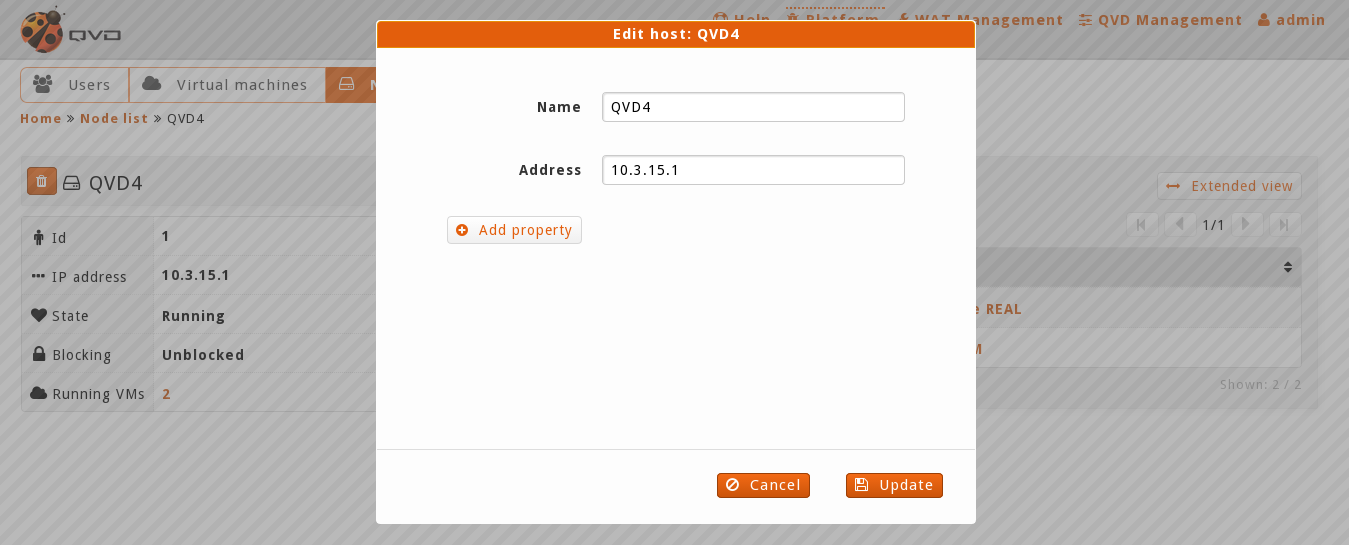 QVD
Help Platform WAT Management QVD Management admin
Edit host: QVD4
Users Virtual machines N
Home » Node list » QVD4
Name QVD4
Address 10.3.15.1
Add property
QVD4
Extended view
1/1
Id 1
IP address 10.3.15.1
State Running
REAL
Blocking Unblocked
M
Running VMs 2
Shown: 2 / 2
Cancel Update